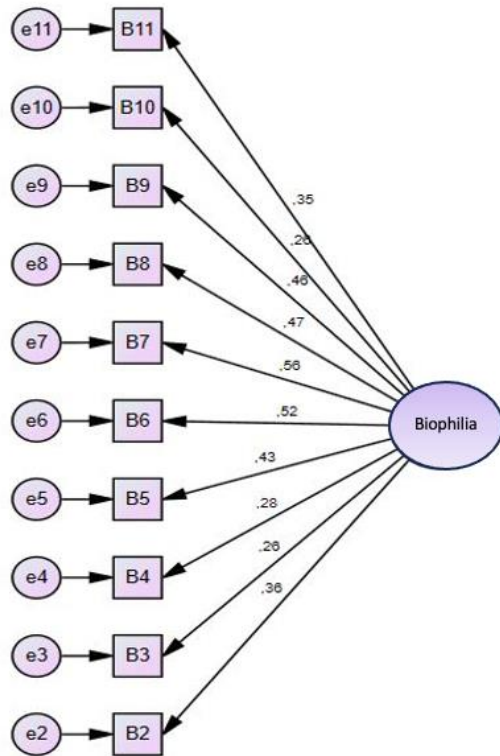 e11 B11
e10 B10
,35
e9 B9
,26
,46
e8 B8
,47
e7 B7
,56
e6 B6
,52
Biophilia
,43
e5 B5
,28
e4 B4
,26
,36
e3 B3
e2 B2